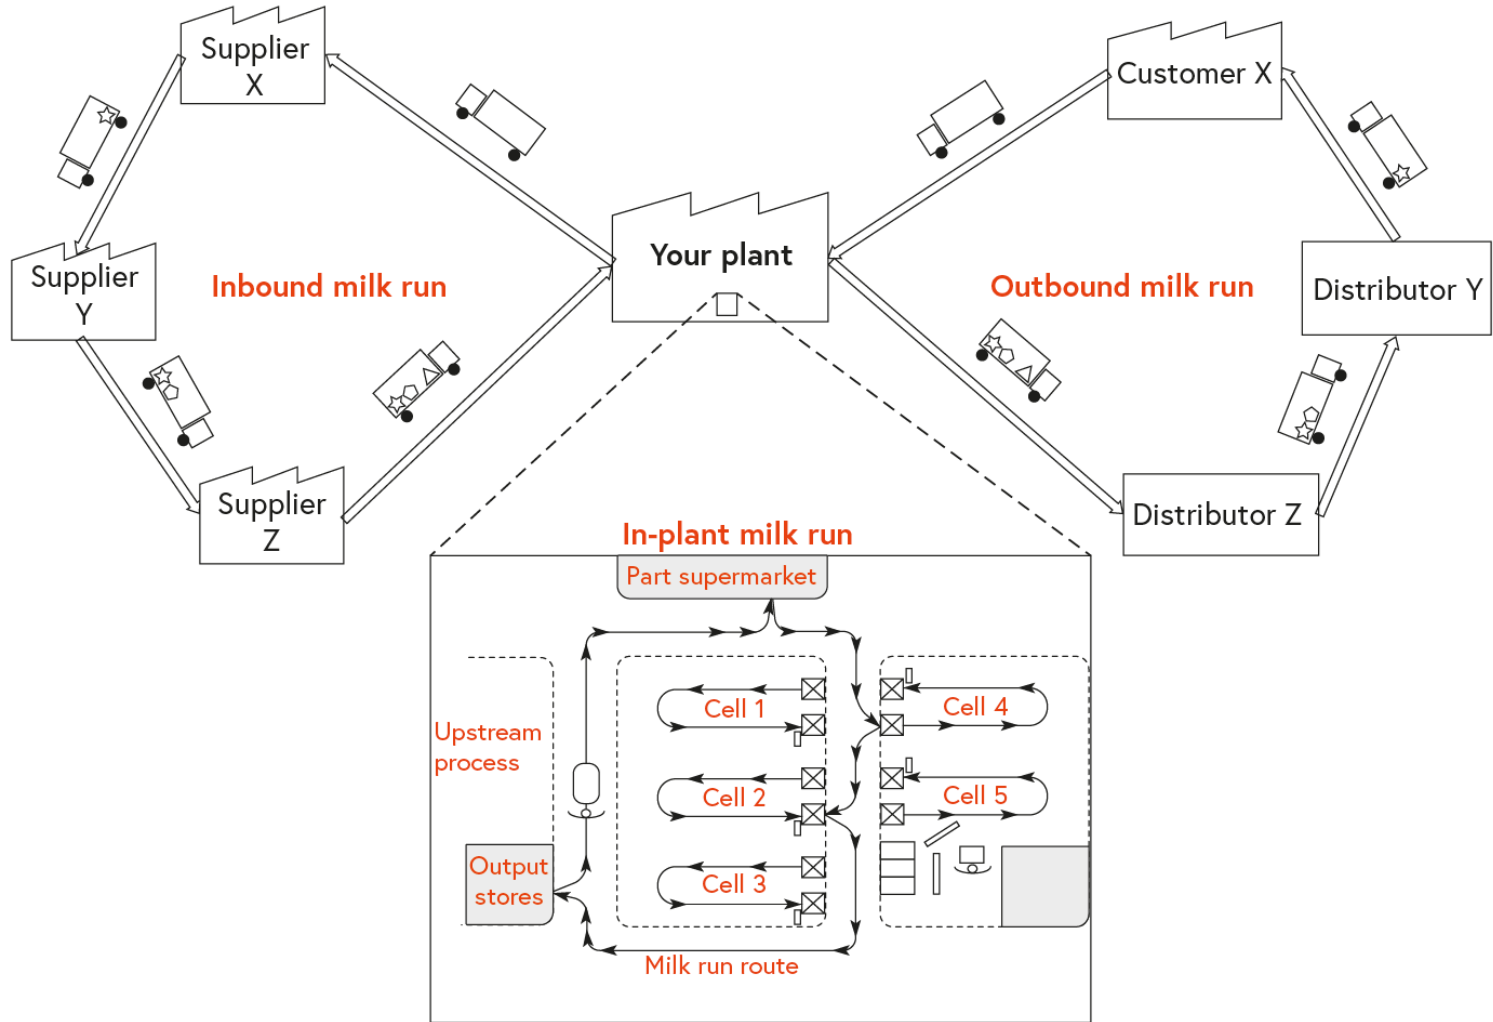 Supplier
X
Customer X
Your plant
Supplier
Y
Inbound milk run
Outbound milk run
Distributor Y
Supplier
Z
Distributor Z
In-plant milk run
Part supermarket
Upstream
process
Cell 1
Cell 4
Cell 2
Cell 5
Output
stores
Cell 3
Milk run route